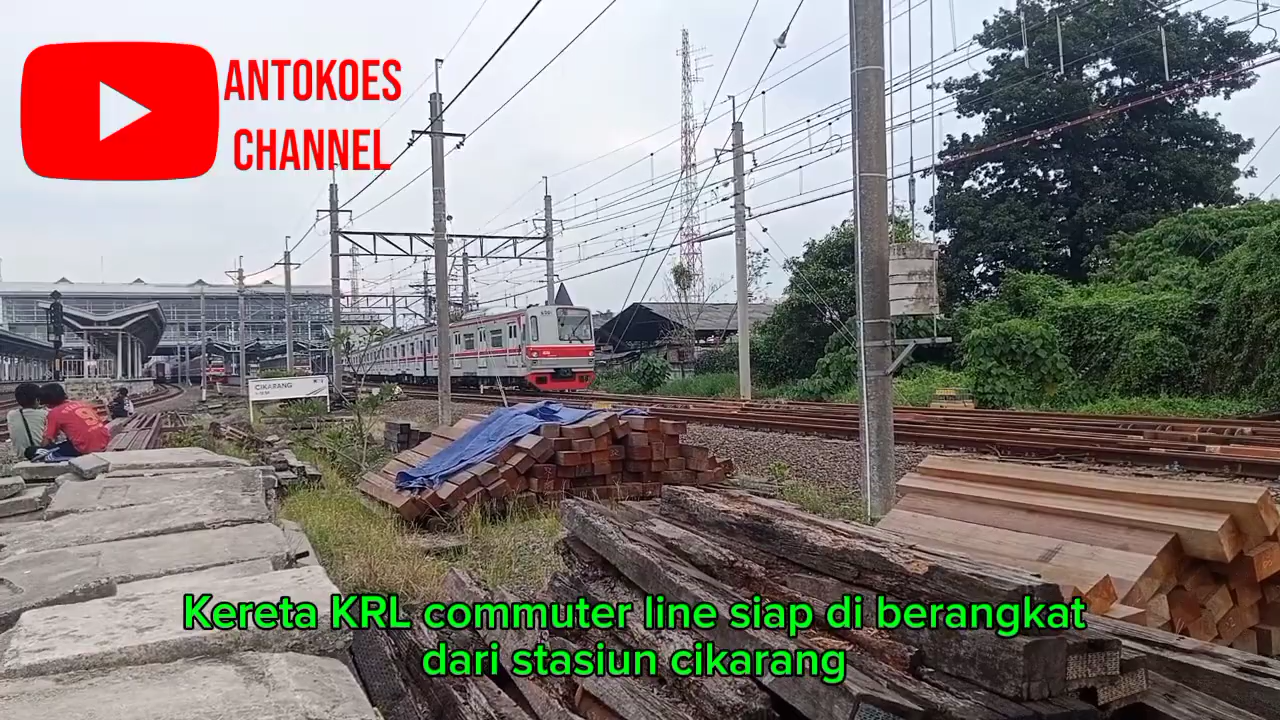 ANTOKOES
CHANNEL
CIKARANG
Kereta KRL commuter line siap di berangkat
dari stasiun cikarang